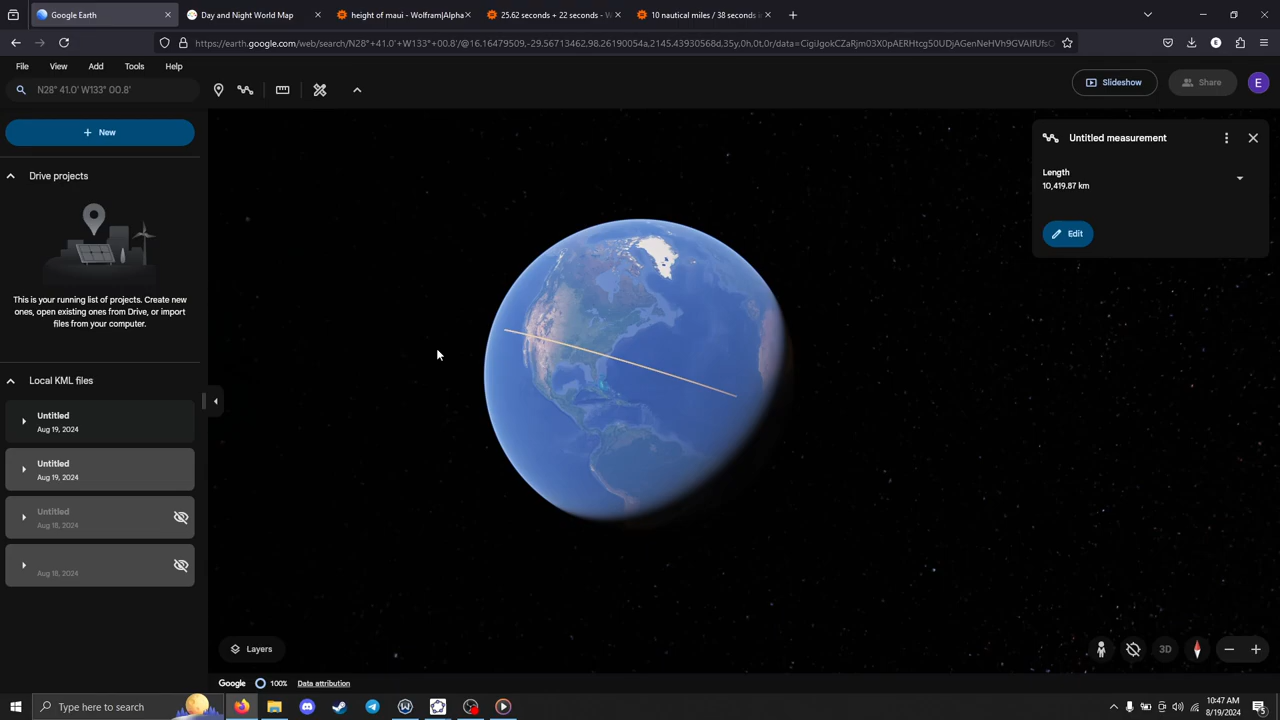 Google Earth
Day and Night World Map
height of maui - Wolfram|Alpha
25.62 seconds + 22 seconds - W
10 nautical miles / 38 seconds i
https://earth.google.com/web/search/N28°+41.0'+W133°+00.8'/@16.16479509,-29.56713462,98.26190054a,2145.43930568d,35y,0h,0t,0r/data=
File View Add Tools Help
N28° 41.0' W133° 00.8'
Slideshow
Share
E
New
Drive projects
This is your running list of projects. Create new
ones, open existing ones from Drive, or import
files from your computer.
Local KML files
Untitled
Aug 19, 2024
Untitled
Aug 19, 2024
Untitled
Aug 18, 2024
Aug 18, 2024
Untitled measurement
Length
10,419.87 km
Edit
Layers
3D
Google 100% Data attribution
Type here to search
10:47 AM
8/19/2024
5